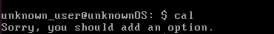 unknown_user@unknownOS: $ cal
Sorry, you should add an option.